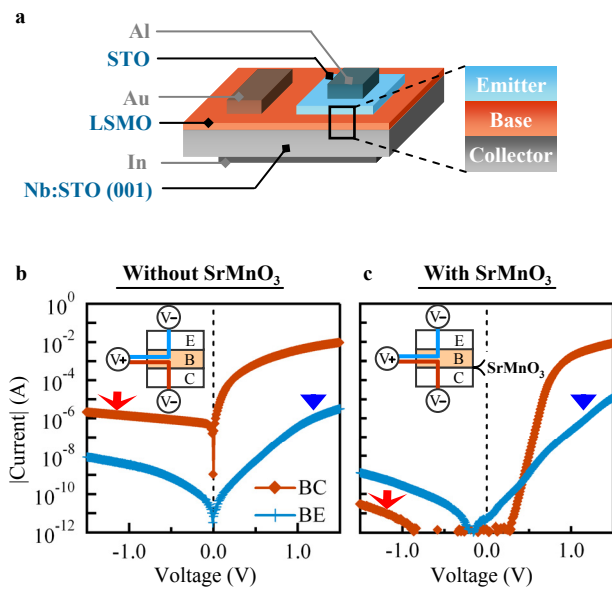 a
Al
STO
Au
LSMO
In
Nb:STO (001)
Emitter
Base
Collector
b Without SrMnO₃
c With SrMnO₃
|Current| (A)
10⁰
10⁻²
10⁻⁴
10⁻⁶
10⁻⁸
10⁻¹⁰
10⁻¹²
V-
E
V+ B
C
V-
BC
BE
-1.0 0.0 1.0
Voltage (V)
V-
E
V+ B
C
SrMnO₃
V-
-1.0 0.0 1.0
Voltage (V)